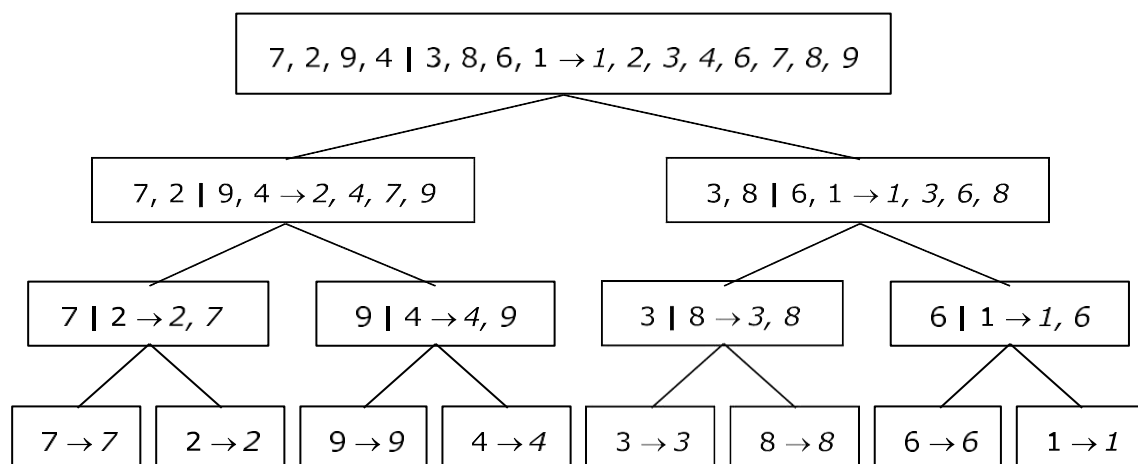 7, 2, 9, 4 | 3, 8, 6, 1 → 1, 2, 3, 4, 6, 7, 8, 9
7, 2 | 9, 4 → 2, 4, 7, 9
3, 8 | 6, 1 → 1, 3, 6, 8
7 | 2 → 2, 7
9 | 4 → 4, 9
3 | 8 → 3, 8
6 | 1 → 1, 6
7 → 7
2 → 2
9 → 9
4 → 4
3 → 3
8 → 8
6 → 6
1 → 1